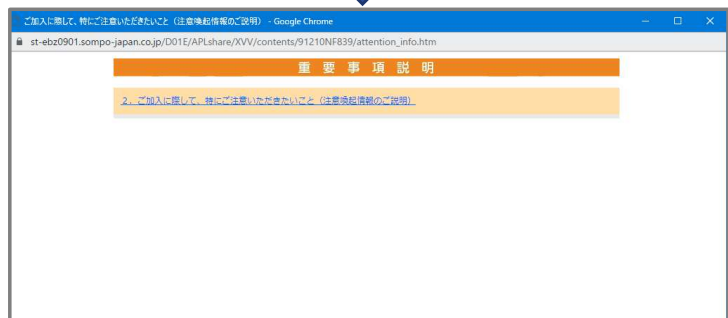 ご加入に際して、特にご注意いただきたいこと（注意喚起情報のご説明） - Google Chrome
st-ebz0901.sompo-japan.co.jp/D01E/APLshare/XVV/contents/91210NF839/attention_info.htm
重要事項説明
２．ご加入に際して、特にご注意いただきたいこと（注意喚起情報のご説明）